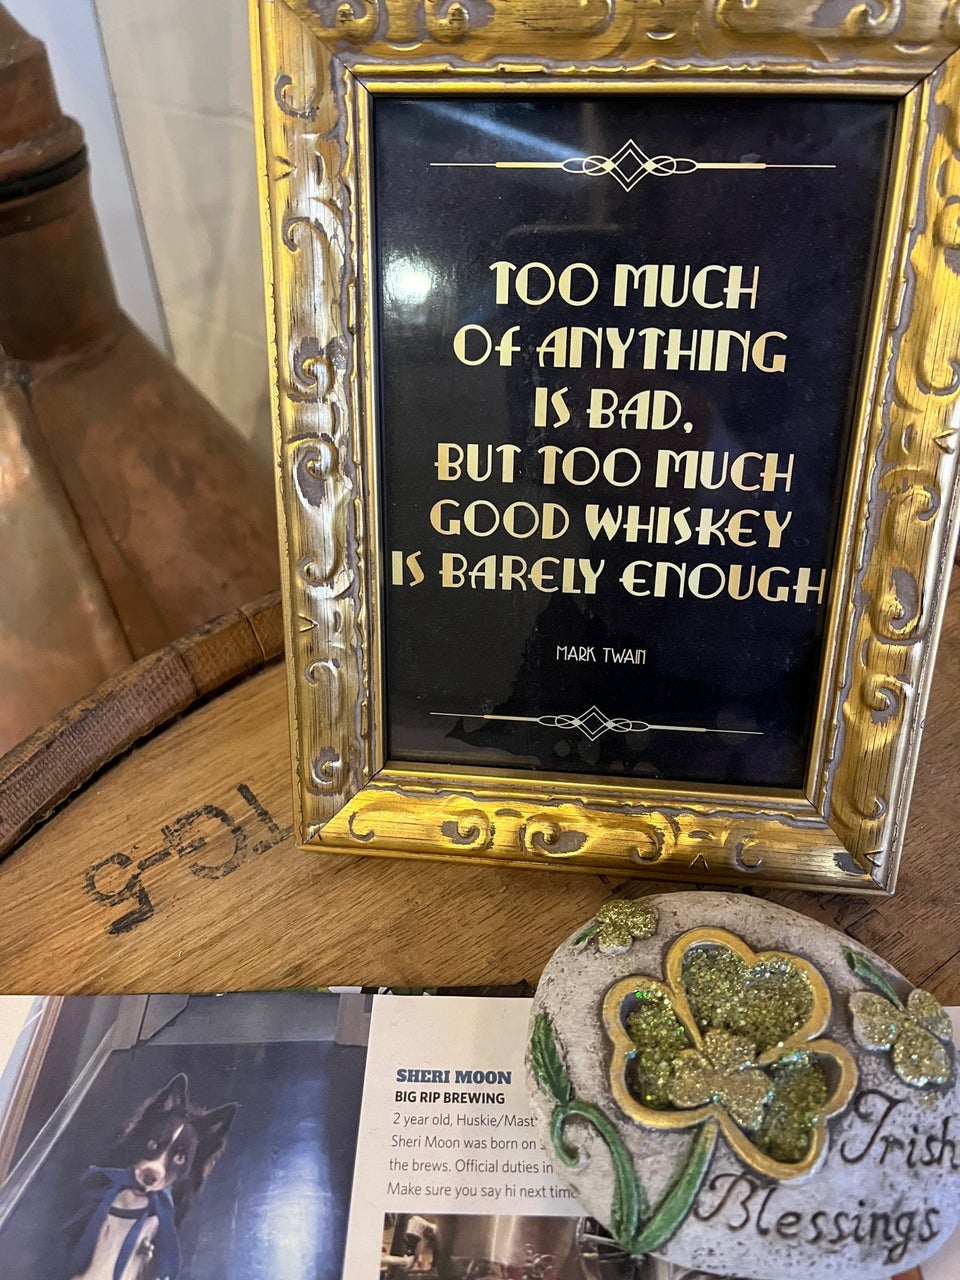 TOO MUCH
OF ANYTHING
IS BAD,
BUT TOO MUCH
GOOD WHISKEY
IS BARELY ENOUGH
MARK TWAIN
SHERI MOON
BIG RIP BREWING
2 year old, Huskie/Mast
Sheri Moon was born on
the brews. Official duties in
Make sure you say hi next time
Irish
Blessings